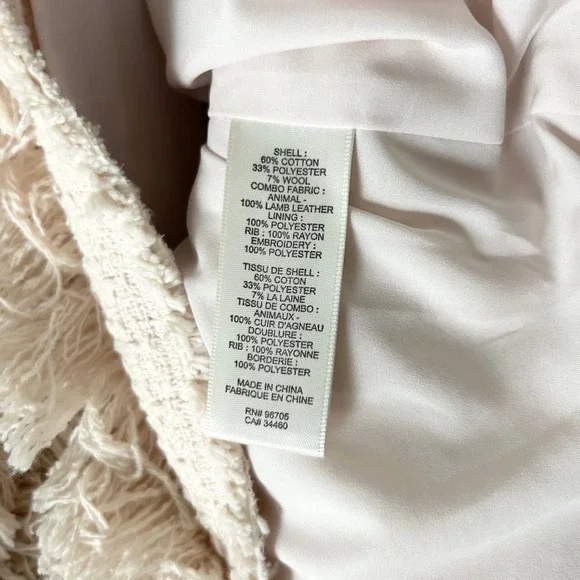 SHELL :
60% COTTON
33% POLYESTER
7% WOOL
COMBO FABRIC :
ANIMAL -
100% LAMB LEATHER
LINING :
100% POLYESTER
RIB : 100% RAYON
EMBROIDERY :
100% POLYESTER
TISSU DE SHELL :
60% COTON
33% POLYESTER
7% LA LAINE
TISSU DE COMBO :
ANIMAUX -
100% CUIR D'AGNEAU
DOUBLURE :
100% POLYESTER
RIB : 100% RAYONNE
BORDERIE :
100% POLYESTER
MADE IN CHINA
FABRIQUE EN CHINE
RN# 96705
CA# 34460